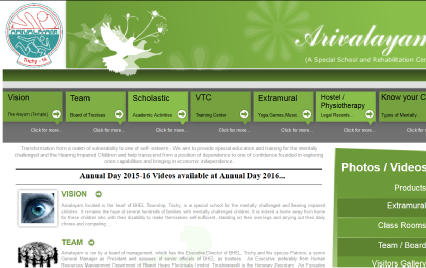 ARIVALAYAM
Trichy - 14
Arivalayam
(A Special School and Rehabilitation Cen
Vision
The Arayam (Temple)...
Click for more...
Team
Board of Trustees
Click for more...
Scholastic
Academic Activities
Click for more...
VTC
Training Center
Click for more...
Extramural
Yoga,Games,Music
Click for more...
Hostel /
Physiotherapy
Legal Resorts...
Click for more...
Know your C
Types of Mentally
Click for more
Transformation from a realm of vulnerability to one of self- esteem - We aim to provide special education and training for the mentally
challenged and the Hearing Impaired Children and help transcend from a position of dependence to one of confidence founded in exploring
ones capabilities and bringing in economic independence.
Annual Day 2015-16 Videos available at Annual Day 2016...
VISION
Arivalayam located in the heart of BHEL Township, Trichy, is a special school for the mentally challenged and hearing impaired
children. It remains the hope of several hundreds of families with mentally challenged children. It is indeed a home away from home
for these children who, with their disability to make themselves self-sufficient, standing on their own legs and carving out their daily
chores and competing...
TEAM
Arivalayam is run by a board of management, which has the Executive Director of BHEL, Trichy and his spouse Patrons, a senior
General Manager as President and spouses of senior officials of BHEL, as trustees. An Executive preferably from Human
Resources Management Department of Bharat Heavy Electricals Limited, Tiruchirappalli is the Honorary Secretary. An Executive
Photos / Videos
Products
Extramural
Class Rooms
Team / Board
Visitors Gallery